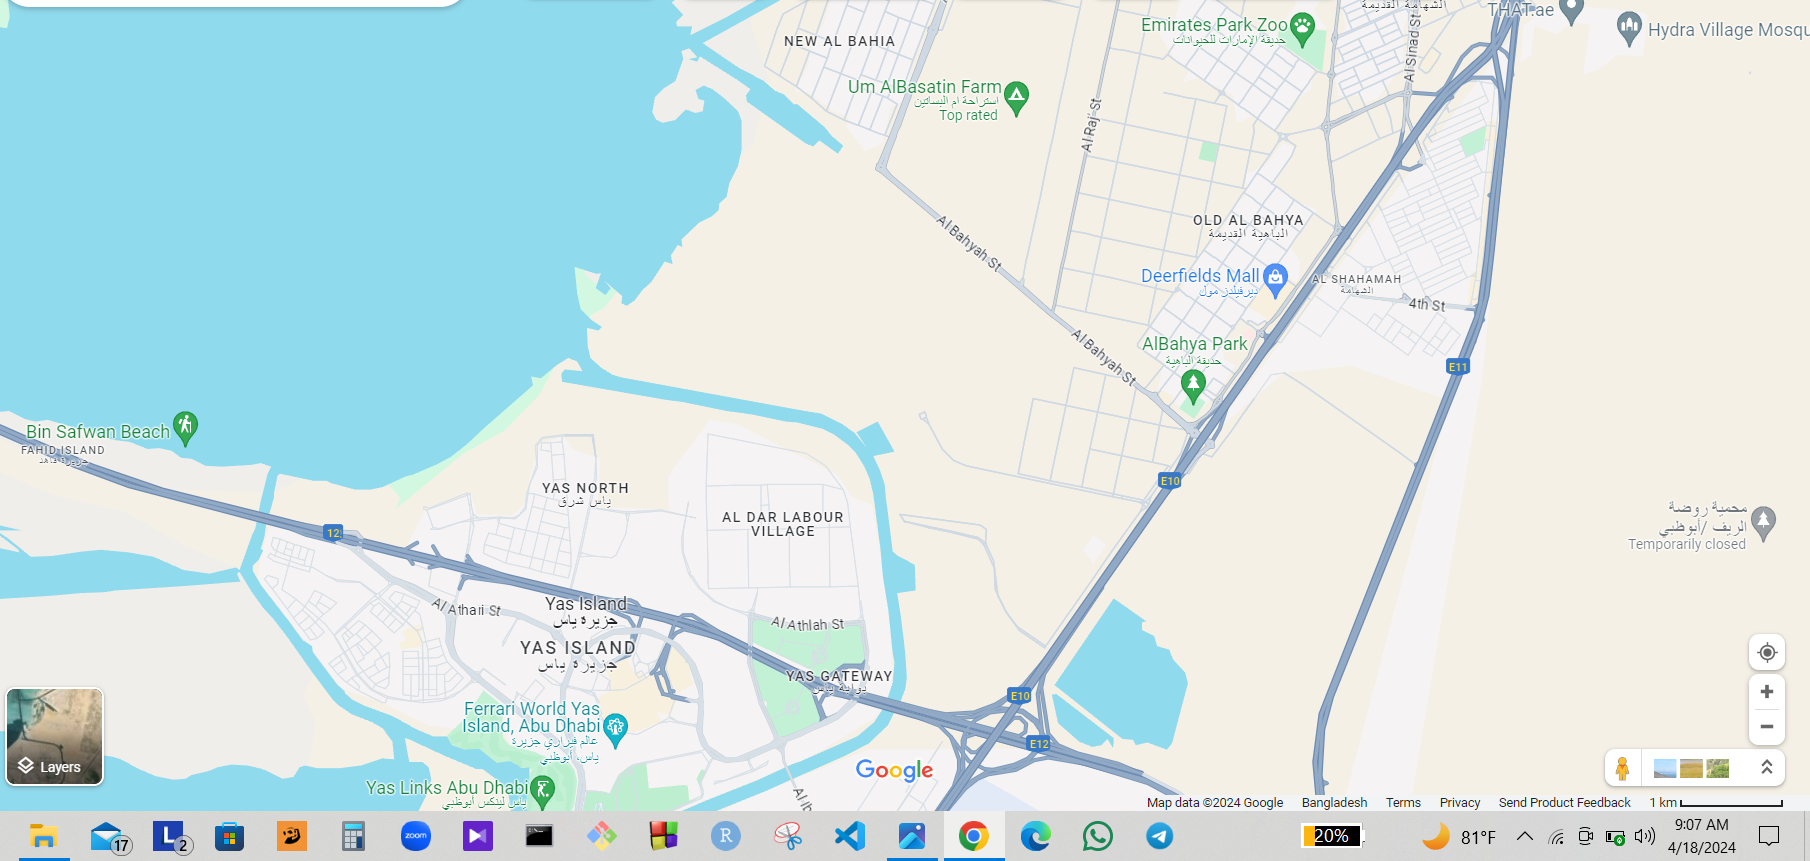 الشهامة القديمة
THAT.ae
Emirates Park Zoo
حديقة الإمارات للحيوانات
Hydra Village Mosqu
NEW AL BAHIA
Al Sinad St
Um AlBasatin Farm
استراحة ام البساتين
Top rated
Al Raj St
OLD AL BAHYA
الباهية القديمة
Al Bahyah St
Deerfields Mall
ديرفيلدز مول
AL SHAHAMAH
الشهامة
4th St
AlBahya Park
حديقة الباهية
Al Bahyah St
E11
Bin Safwan Beach
FAHID ISLAND
جزيرة فاهد
E10
YAS NORTH
ياس شرق
AL DAR LABOUR
VILLAGE
محمية روضة
الريف /أبوظبي
Temporarily closed
12
Al Athari St
Yas Island
جزيرة ياس
Al Athlah St
YAS ISLAND
جزيرة ياس
YAS GATEWAY
بوابة ياس
E10
Ferrari World Yas
Island, Abu Dhabi
عالم فيراري جزيرة
ياس، أبوظبي
E12
Layers
Google
Yas Links Abu Dhabi
ياس لينكس أبوظبي
Map data ©2024 Google
Bangladesh
Terms
Privacy
Send Product Feedback
1 km
17
L
2
zoom
R
20%
81°F
9:07 AM
4/18/2024